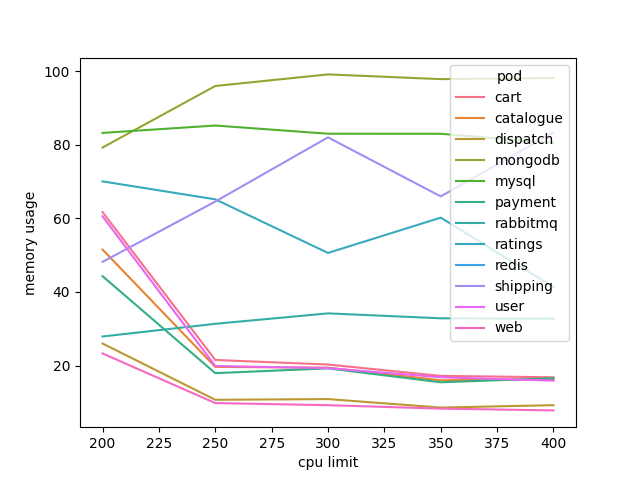 100
80
60
40
20
memory usage
200
225
250
275
300
325
350
375
400
cpu limit
pod
cart
catalogue
dispatch
mongodb
mysql
payment
rabbitmq
ratings
redis
shipping
user
web